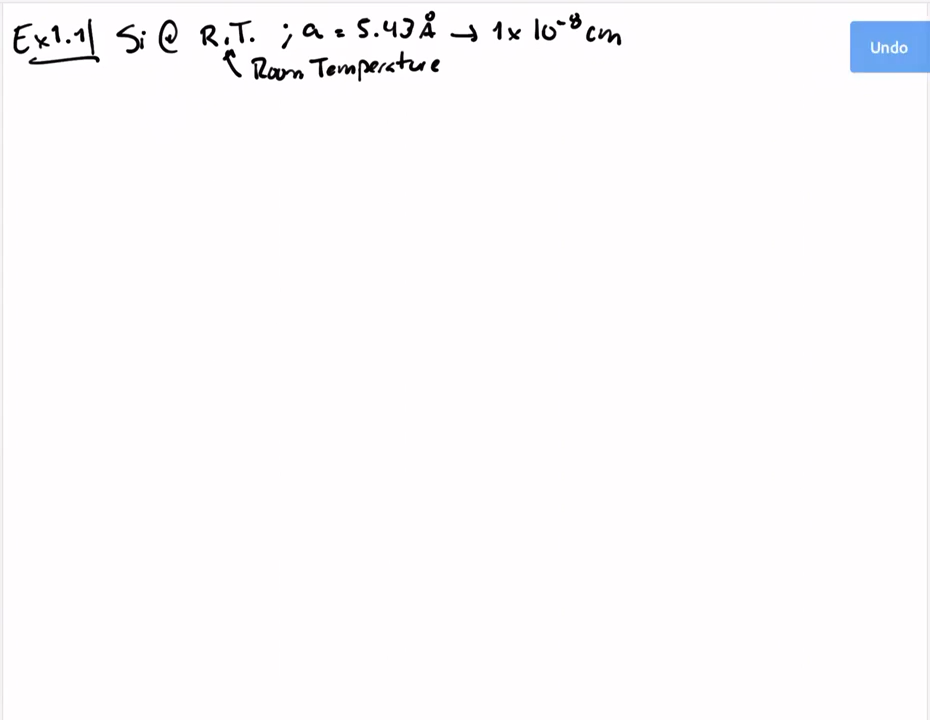 Ex1.1| Si @ R.T. ; a = 5.43 Å → 1 x 10⁻⁸ cm
Undo
Room Temperature